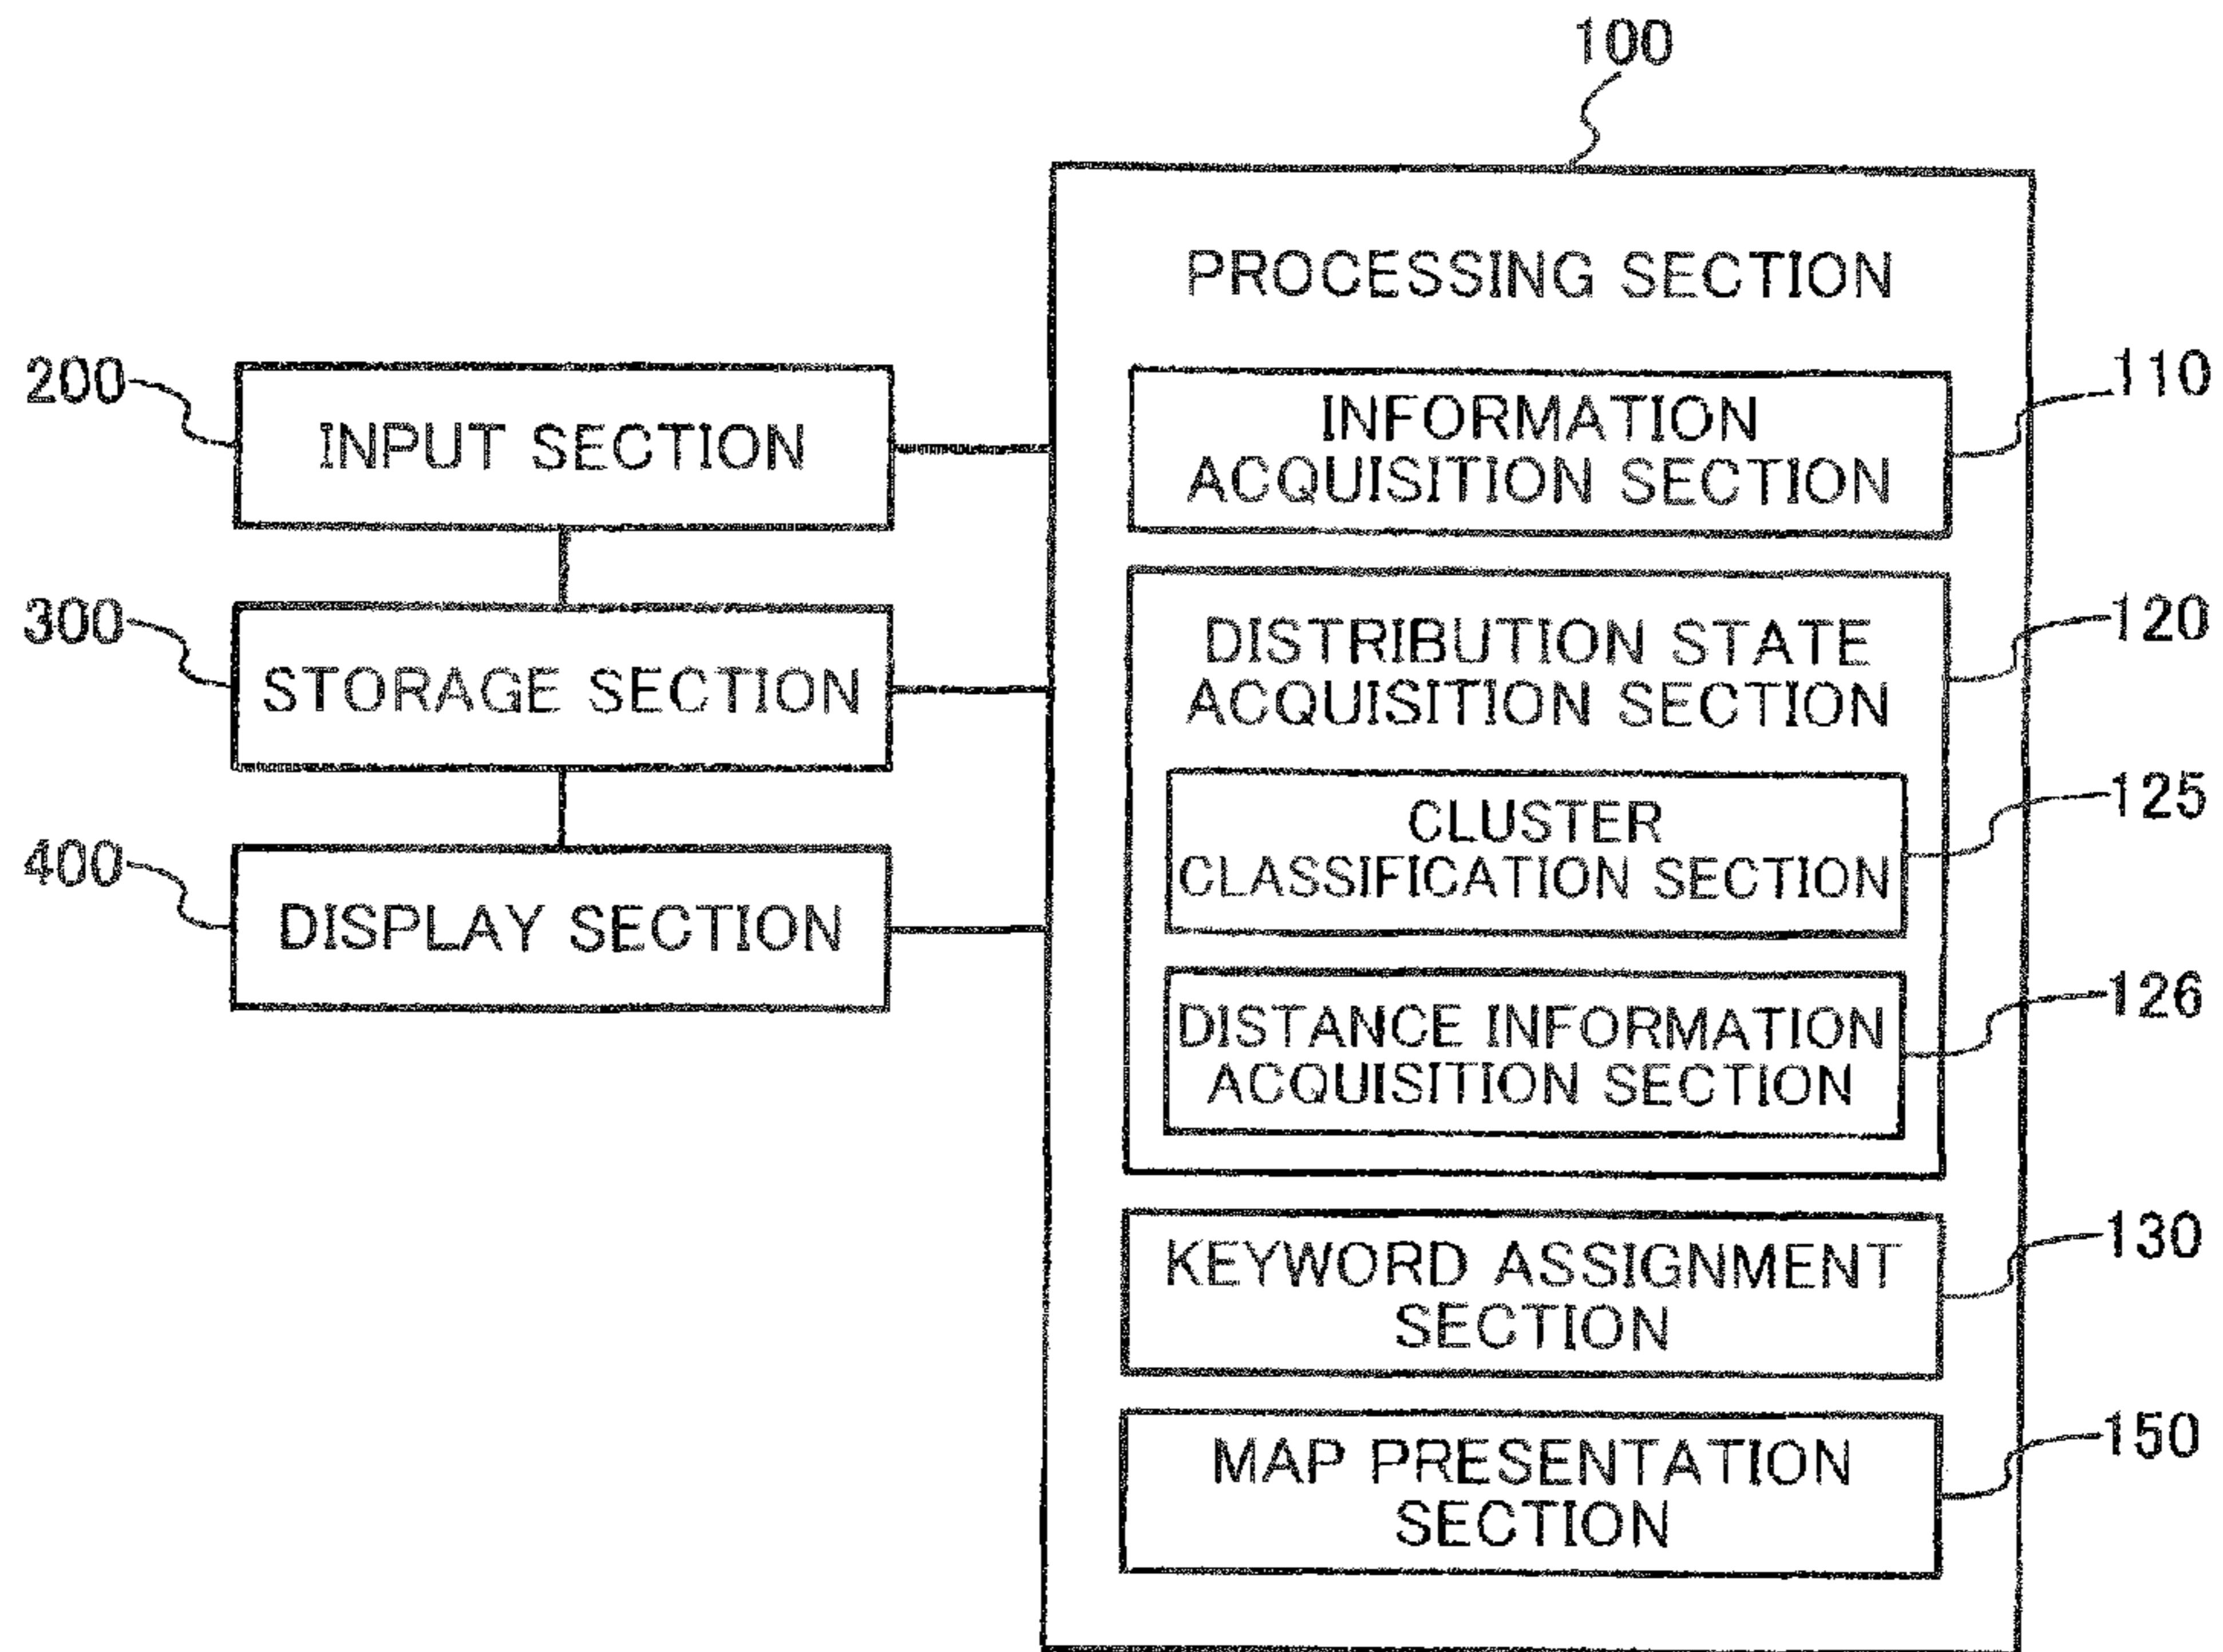 100
PROCESSING SECTION
200
INPUT SECTION
300
STORAGE SECTION
400
DISPLAY SECTION
INFORMATION
ACQUISITION SECTION
110
DISTRIBUTION STATE
ACQUISITION SECTION
120
CLUSTER
CLASSIFICATION SECTION
125
DISTANCE INFORMATION
ACQUISITION SECTION
126
KEYWORD ASSIGNMENT
SECTION
130
MAP PRESENTATION
SECTION
150